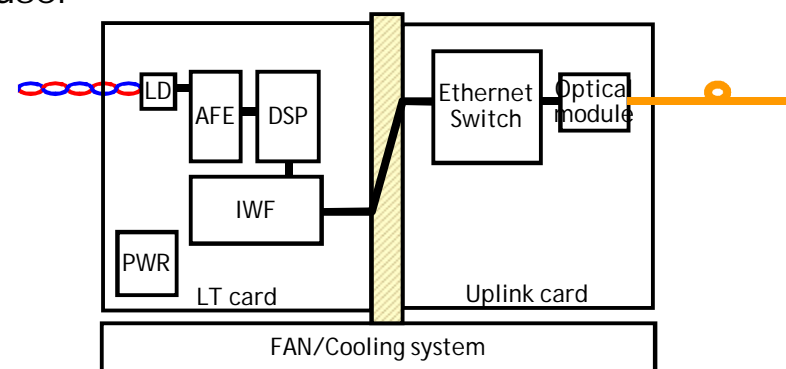 LD
AFE
DSP
IWF
PWR
LT card
Ethernet
Switch
Optical
module
Uplink card
FAN/Cooling system